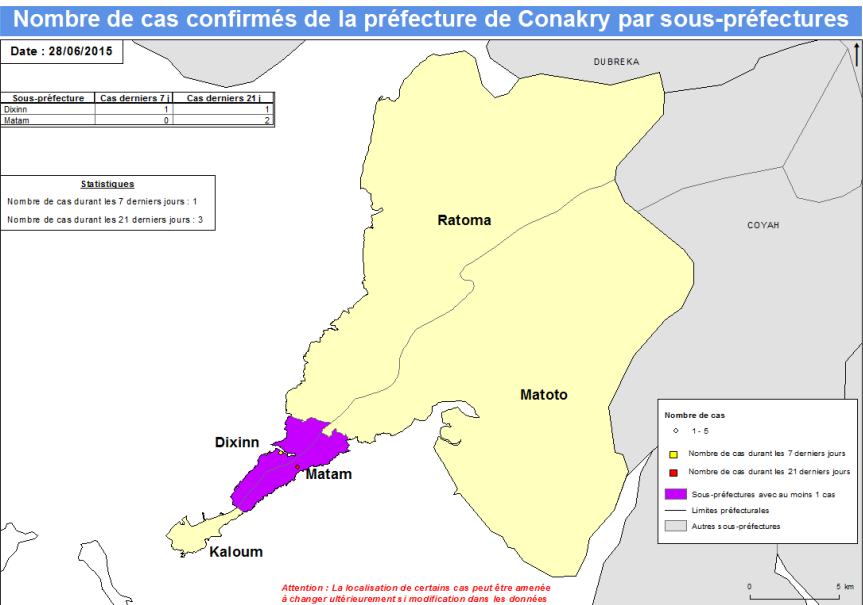 Nombre de cas confirmés de la préfecture de Conakry par sous-préfectures
Date : 28/06/2015
DUBREKA
Sous-préfecture Cas derniers 7 j Cas derniers 21 j
Dixinn 1 1
Matam 0 2
Statistiques
Nombre de cas durant les 7 derniers jours : 1
Nombre de cas durant les 21 derniers jours : 3
Ratoma
COYAH
Matoto
Dixinn
Matam
Kaloum
Nombre de cas
1 - 5
Nombre de cas durant les 7 derniers jours
Nombre de cas durant les 21 derniers jours
Sous-préfectures avec au moins 1 cas
Limites préfecturales
Autres sous-préfectures
0 5 km
Attention : La localisation de certains cas peut être amenée
à changer ultérieurement si modification dans les données